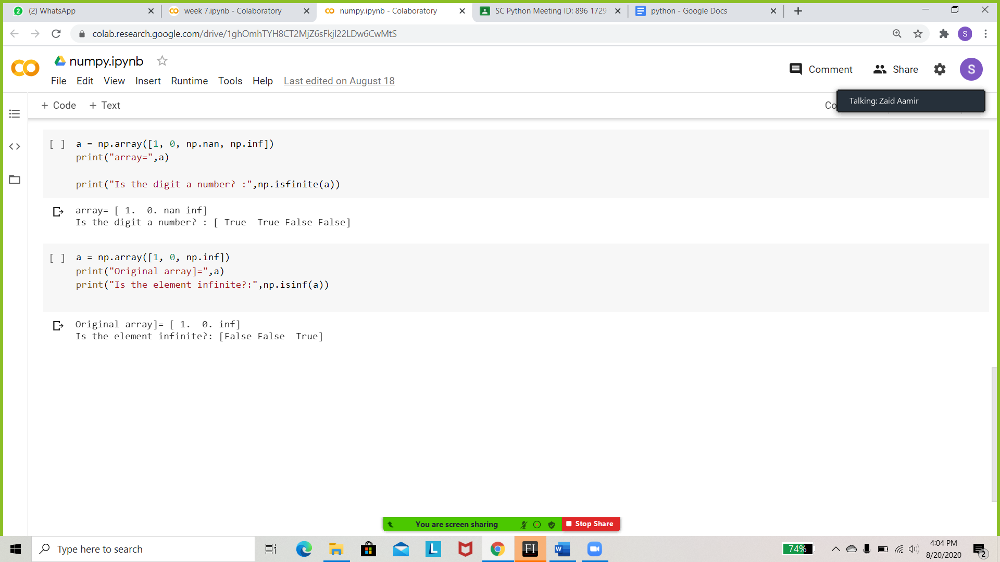 (2) WhatsApp
week 7.ipynb - Colaboratory
numpy.ipynb - Colaboratory
SC Python Meeting ID: 896 1729
python - Google Docs
colab.research.google.com/drive/1ghOmhTYH8CT2MjZ6sFkjl22LDw6CwMtS
S
numpy.ipynb
File Edit View Insert Runtime Tools Help Last edited on August 18
Comment Share S
Talking: Zaid Aamir
+ Code + Text Co
[ ] a = np.array([1, 0, np.nan, np.inf])
print("array=",a)
print("Is the digit a number? :",np.isfinite(a))
array= [ 1.  0. nan inf]
Is the digit a number? : [ True  True False False]
[ ] a = np.array([1, 0, np.inf])
print("Original array]=",a)
print("Is the element infinite?:",np.isinf(a))
Original array]= [ 1.  0. inf]
Is the element infinite?: [False False  True]
You are screen sharing Stop Share
Type here to search
L
FI
W
74%
4:04 PM
8/20/2020
2